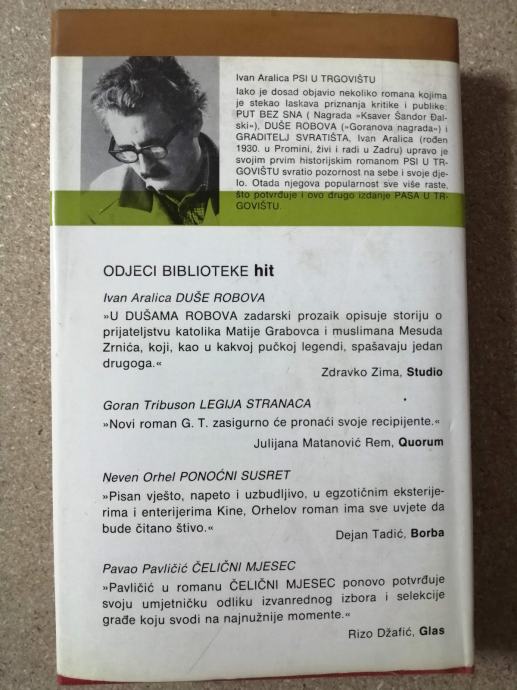 Ivan Aralica PSI U TRGOVIŠTU
Iako je dosad objavio nekoliko romana kojima
je stekao laskava priznanja kritike i publike:
PUT BEZ SNA ( Nagrada »Ksaver Šandor Đal-
ski«), DUŠE ROBOVA (»Goranova nagrada«) i
GRADITELJ SVRATIŠTA, Ivan Aralica (rođen
1930. u Promini, živi i radi u Zadru) upravo je
svojim prvim historijskim romanom PSI U TR-
GOVIŠTU svratio pozornost na sebe i svoje dje-
lo. Otada njegova popularnost sve više raste,
što potvrđuje i ovo drugo izdanje PASA U TR-
GOVIŠTU.
ODJECI BIBLIOTEKE hit
Ivan Aralica DUŠE ROBOVA
»U DUŠAMA ROBOVA zadarski prozaik opisuje storiju o
prijateljstvu katolika Matije Grabovca i muslimana Mesuda
Zrnića, koji, kao u kakvoj pučkoj legendi, spašavaju jedan
drugoga.«
Zdravko Zima, Studio
Goran Tribuson LEGIJA STRANACA
»Novi roman G. T. zasigurno će pronaći svoje recipijente.«
Julijana Matanović Rem, Quorum
Neven Orhel PONOĆNI SUSRET
»Pisan vješto, napeto i uzbudljivo, u egzotičnim eksterije-
rima i enterijerima Kine, Orhelov roman ima sve uvjete da
bude čitano štivo.«
Dejan Tadić, Borba
Pavao Pavličić ČELIČNI MJESEC
»Pavličić u romanu ČELIČNI MJESEC ponovo potvrđuje
svoju umjetničku odliku izvanrednog izbora i selekcije
građe koju svodi na najnužnije momente.«
Rizo Džafić, Glas